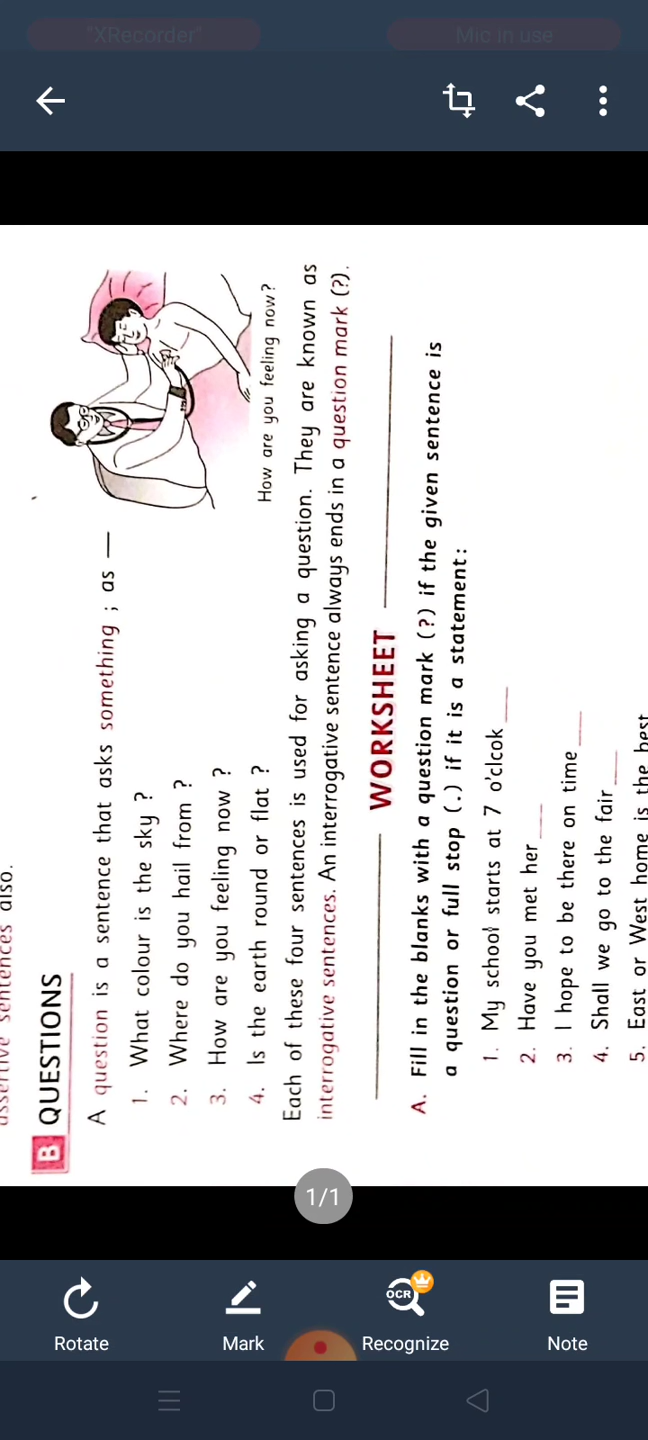 "XRecorder"
Mic in use
assertive sentences also.
B QUESTIONS
A question is a sentence that asks something ; as —
1. What colour is the sky ?
2. Where do you hail from ?
3. How are you feeling now ?
4. Is the earth round or flat ?
How are you feeling now?
Each of these four sentences is used for asking a question. They are known as
interrogative sentences. An interrogative sentence always ends in a question mark (?).
WORKSHEET
A. Fill in the blanks with a question mark (?) if the given sentence is
a question or full stop (.) if it is a statement:
1. My school starts at 7 o'clcok
2. Have you met her
3. I hope to be there on time
4. Shall we go to the fair
5. East or West home is the best
1/1
Rotate
Mark
OCR
Recognize
Note